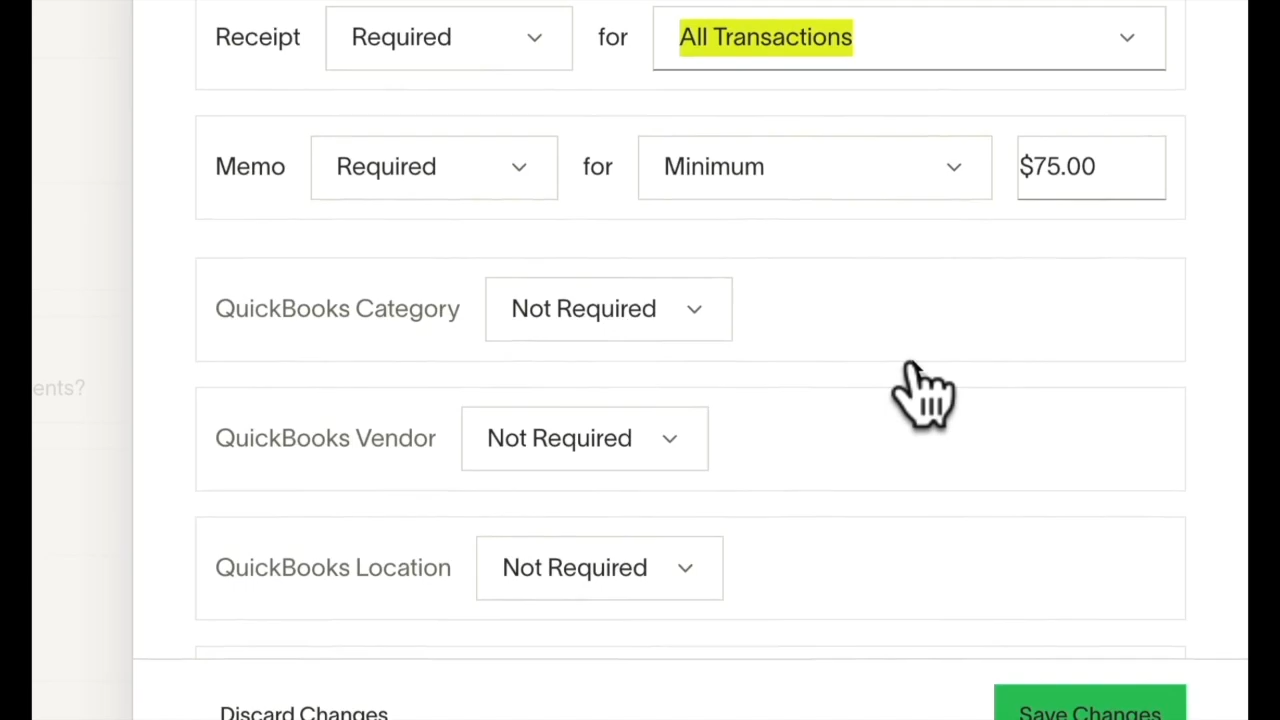 Receipt Required for All Transactions
Memo Required for Minimum $75.00
QuickBooks Category Not Required
ents?
QuickBooks Vendor Not Required
QuickBooks Location Not Required
Discard Changes Save Changes